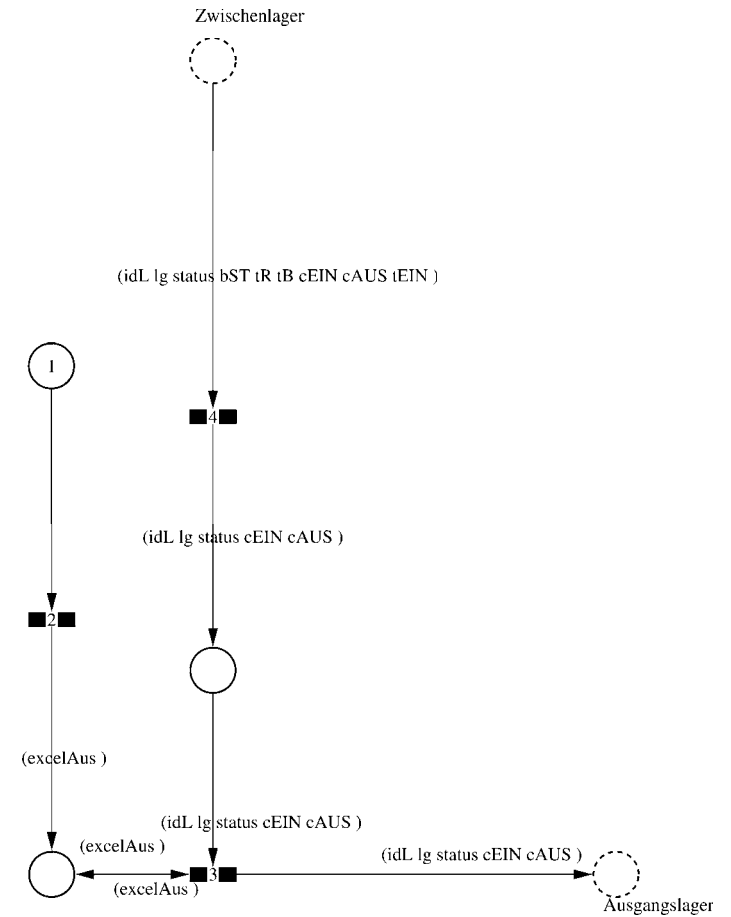 Zwischenlager
(idL lg status bST tR tB cEIN cAUS tEIN )
1
4
(idL lg status cEIN cAUS )
2
(excelAus )
(idL lg status cEIN cAUS )
(excelAus )
(idL lg status cEIN cAUS )
3
(excelAus )
Ausgangslager